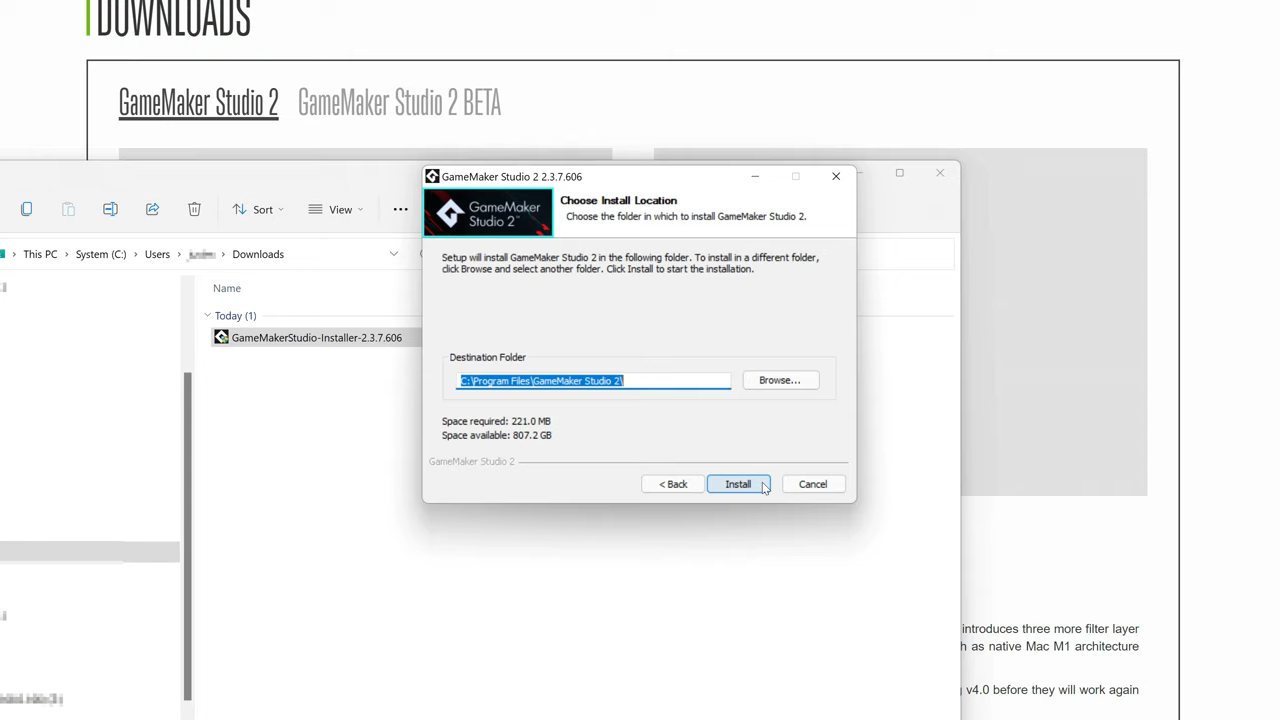 DOWNLOADS
GameMaker Studio 2 GameMaker Studio 2 BETA
GameMaker Studio 2 2.3.7.606
GameMaker
Studio 2™
Choose Install Location
Choose the folder in which to install GameMaker Studio 2.
Sort View
This PC > System (C:) > Users > > Downloads
Setup will install GameMaker Studio 2 in the following folder. To install in a different folder,
click Browse and select another folder. Click Install to start the installation.
Name
Today (1)
GameMakerStudio-Installer-2.3.7.606
Destination Folder
C:\Program Files\GameMaker Studio 2\
Browse...
Space required: 221.0 MB
Space available: 807.2 GB
GameMaker Studio 2
< Back Install Cancel
introduces three more filter layer
as native Mac M1 architecture
v4.0 before they will work again